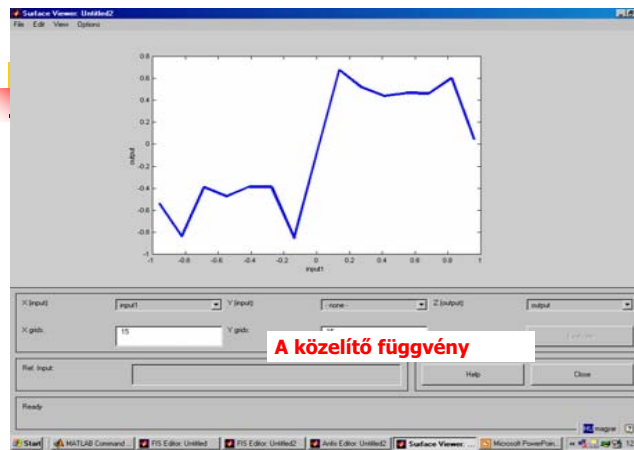 Surface Viewer: Untitled2
File Edit View Options
0.8
0.6
0.4
0.2
0
-0.2
-0.4
-0.6
-0.8
-1
output
-1 -0.8 -0.6 -0.4 -0.2 0 0.2 0.4 0.6 0.8 1
input1
X (input): input1 Y (input): - none - Z (output): output
X grids: 15 Y grids: 15
A közelítő függvény
Ref. Input: Help Close
Ready
magyar
Start MATLAB Command ... FIS Editor: Untitled FIS Editor: Untitled2 Anfis Editor: Untitled2 Surface Viewer: ... Microsoft PowerPoin...